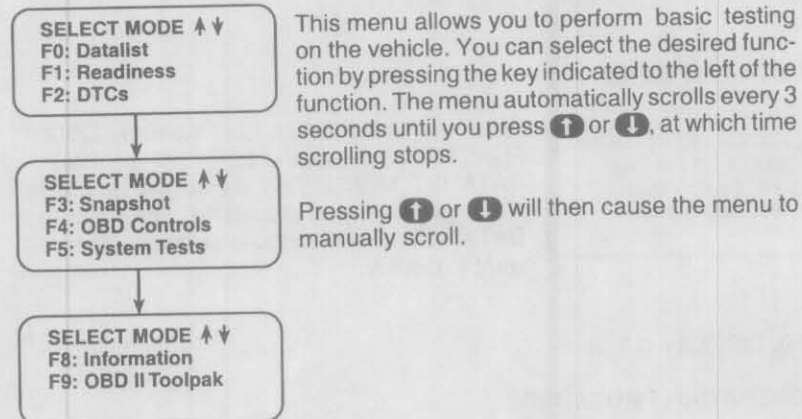 SELECT MODE ↑↓
F0: Datalist
F1: Readiness
F2: DTCs
SELECT MODE ↑↓
F3: Snapshot
F4: OBD Controls
F5: System Tests
SELECT MODE ↑↓
F8: Information
F9: OBD II Toolpak
This menu allows you to perform basic testing
on the vehicle. You can select the desired func-
tion by pressing the key indicated to the left of the
function. The menu automatically scrolls every 3
seconds until you press ⬆ or ⬇, at which time
scrolling stops.
Pressing ⬆ or ⬇ will then cause the menu to
manually scroll.